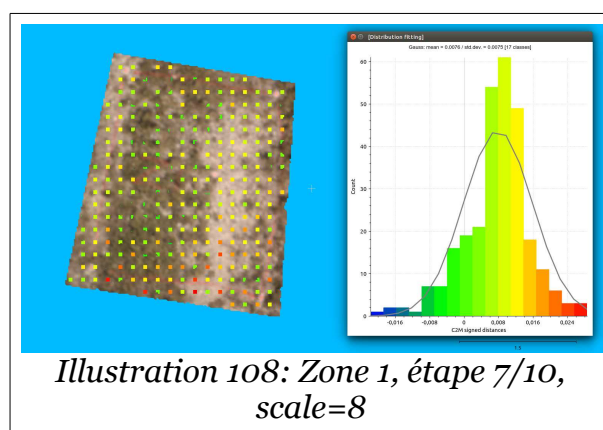 [Distribution fitting]
Gauss: mean = 0.0076 / std.dev. = 0.0075 [17 classes]
60
50
40
30
20
10
0
Count
-0,016 -0,008 0 0,008 0,016 0,024
C2M signed distances
1.5
Illustration 108: Zone 1, étape 7/10,
scale=8